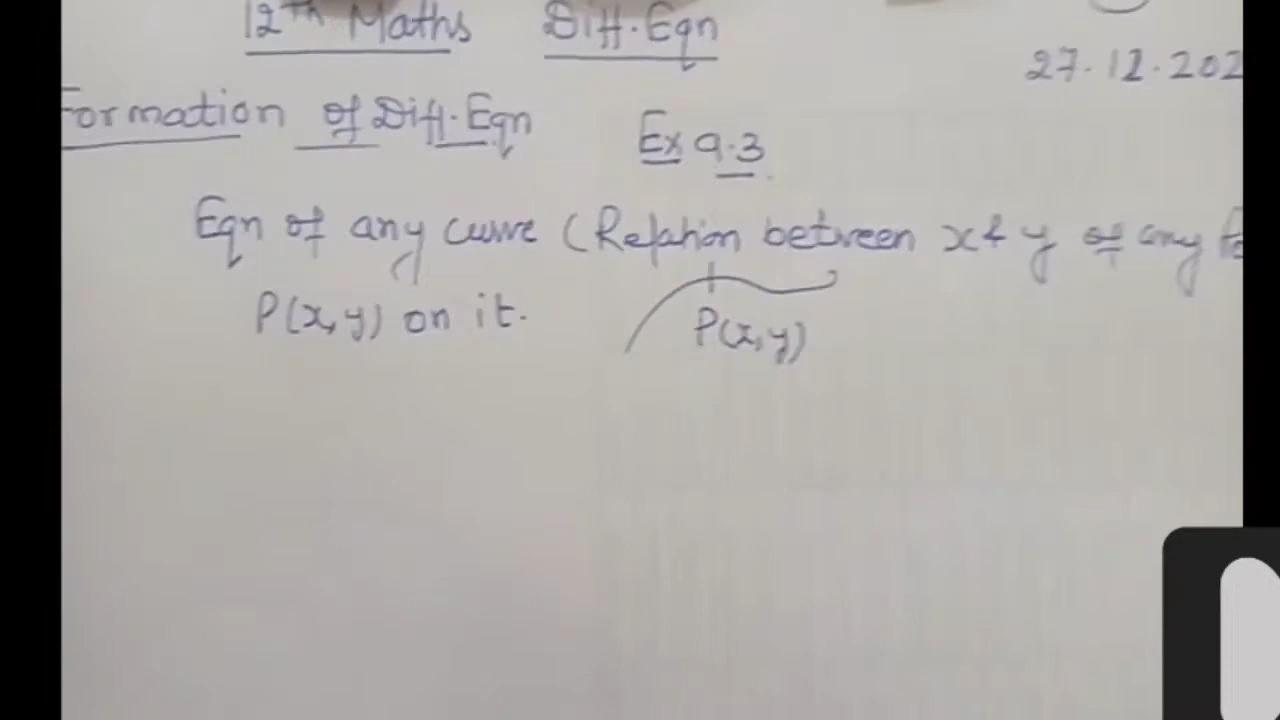 12th Maths Diff. Eqn
27.12.202
Formation of Diff. Eqn Ex 9.3
Eqn of any curve (Relation between x & y of any
P(x,y) on it.
P(x,y)